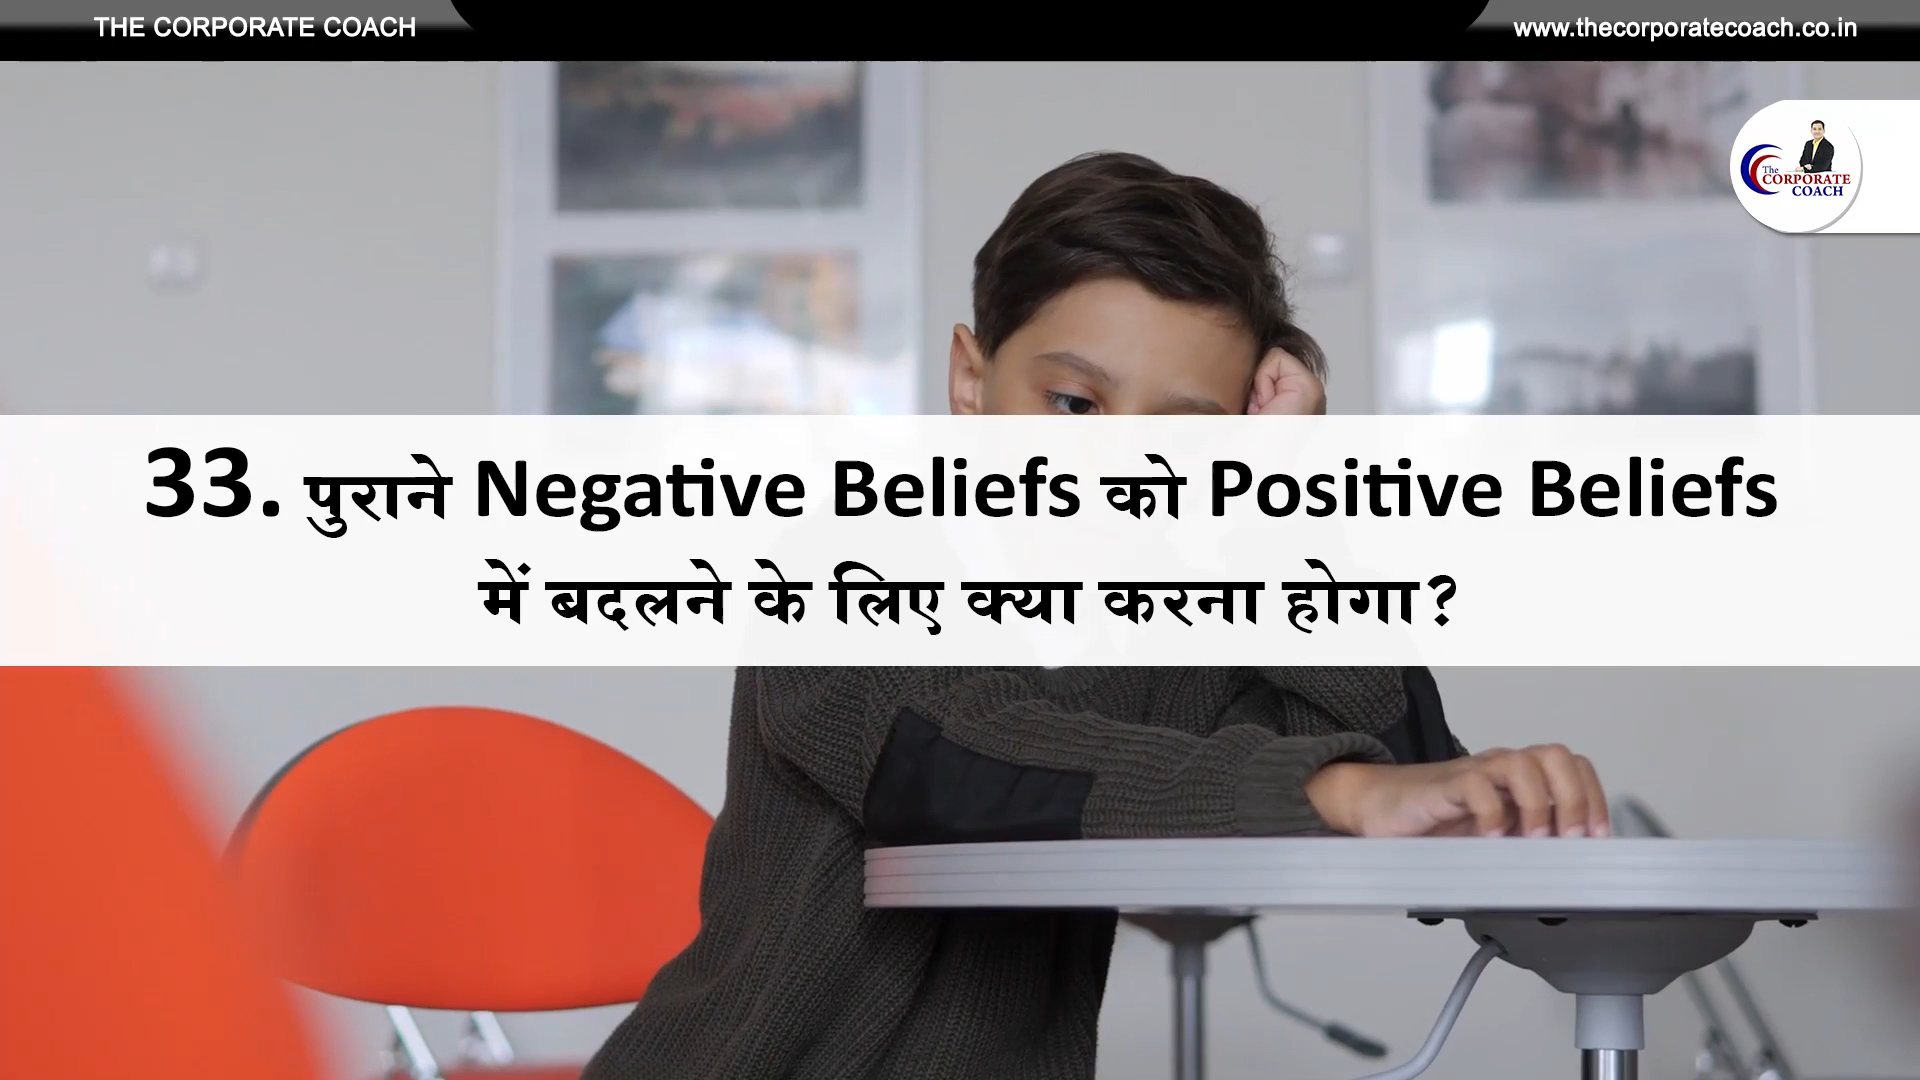 THE CORPORATE COACH
www.thecorporatecoach.co.in
The
CORPORATE
COACH
33. पुराने Negative Beliefs को Positive Beliefs
में बदलने के लिए क्या करना होगा?